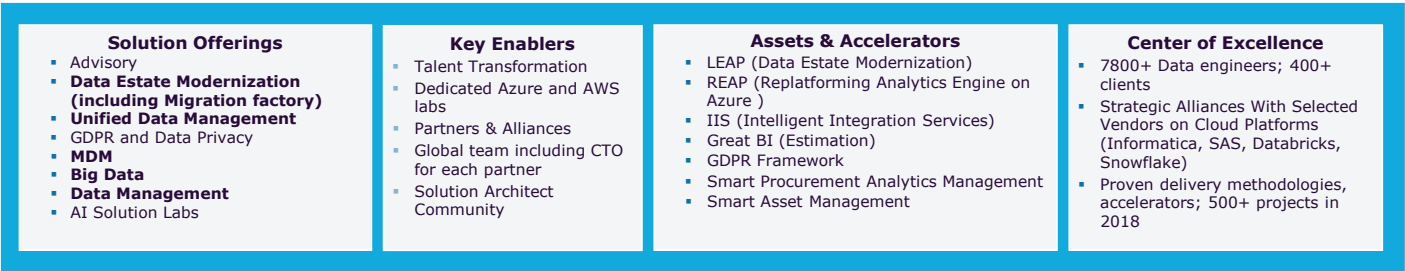 Solution Offerings
Advisory
Data Estate Modernization
(including Migration factory)
Unified Data Management
GDPR and Data Privacy
MDM
Big Data
Data Management
AI Solution Labs
Key Enablers
Talent Transformation
Dedicated Azure and AWS
labs
Partners & Alliances
Global team including CTO
for each partner
Solution Architect
Community
Assets & Accelerators
LEAP (Data Estate Modernization)
REAP (Replatforming Analytics Engine on
Azure )
IIS (Intelligent Integration Services)
Great BI (Estimation)
GDPR Framework
Smart Procurement Analytics Management
Smart Asset Management
Center of Excellence
7800+ Data engineers; 400+
clients
Strategic Alliances With Selected
Vendors on Cloud Platforms
(Informatica, SAS, Databricks,
Snowflake)
Proven delivery methodologies,
accelerators; 500+ projects in
2018